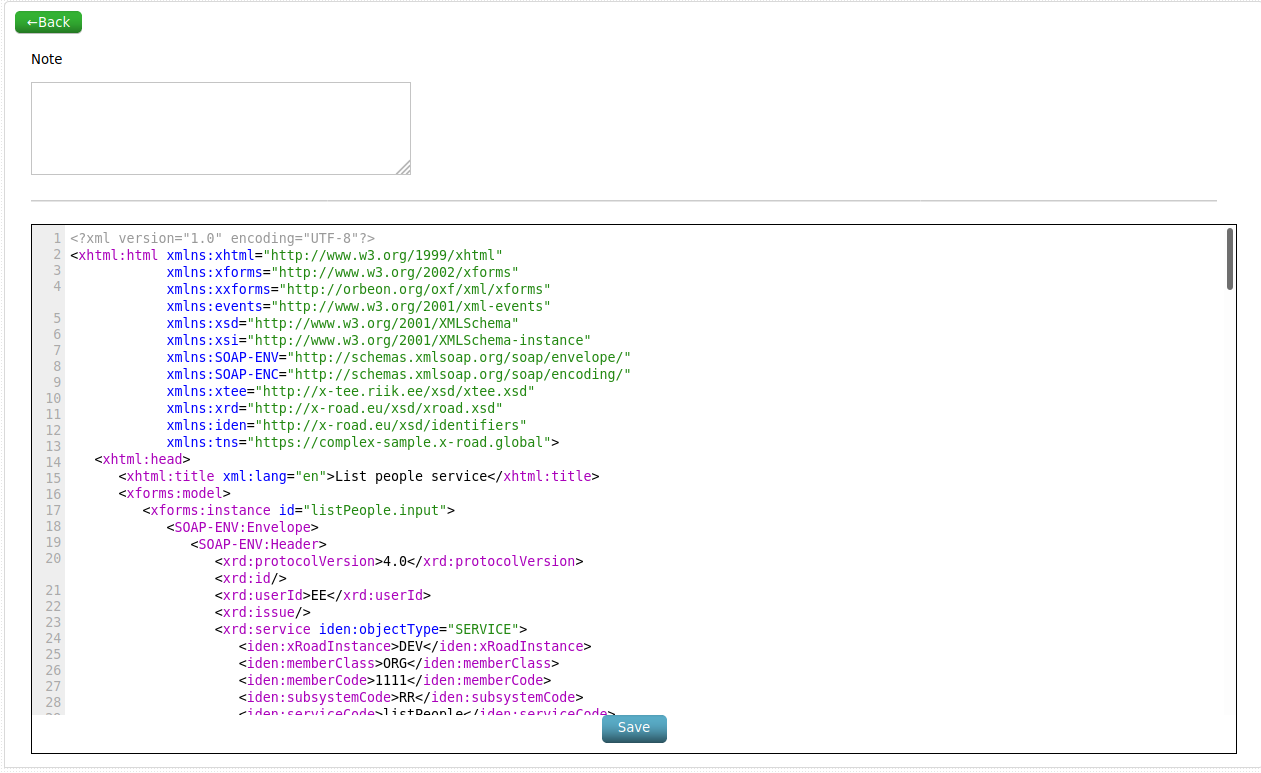 ←Back
Note
1 <?xml version="1.0" encoding="UTF-8"?>
2 <xhtml:html xmlns:xhtml="http://www.w3.org/1999/xhtml"
3 xmlns:xforms="http://www.w3.org/2002/xforms"
4 xmlns:xxforms="http://orbeon.org/oxf/xml/xforms"
xmlns:events="http://www.w3.org/2001/xml-events"
5 xmlns:xsd="http://www.w3.org/2001/XMLSchema"
6 xmlns:xsi="http://www.w3.org/2001/XMLSchema-instance"
7 xmlns:SOAP-ENV="http://schemas.xmlsoap.org/soap/envelope/"
8 xmlns:SOAP-ENC="http://schemas.xmlsoap.org/soap/encoding/"
9 xmlns:xtee="http://x-tee.riik.ee/xsd/xtee.xsd"
10 xmlns:xrd="http://x-road.eu/xsd/xroad.xsd"
11 xmlns:iden="http://x-road.eu/xsd/identifiers"
12 xmlns:tns="https://complex-sample.x-road.global">
13 <xhtml:head>
14 <xhtml:title xml:lang="en">List people service</xhtml:title>
15 <xforms:model>
16 <xforms:instance id="listPeople.input">
17 <SOAP-ENV:Envelope>
18 <SOAP-ENV:Header>
19 <xrd:protocolVersion>4.0</xrd:protocolVersion>
20 <xrd:id/>
<xrd:userId>EE</xrd:userId>
21 <xrd:issue/>
22 <xrd:service iden:objectType="SERVICE">
23 <iden:xRoadInstance>DEV</iden:xRoadInstance>
24 <iden:memberClass>ORG</iden:memberClass>
25 <iden:memberCode>1111</iden:memberCode>
26 <iden:subsystemCode>RR</iden:subsystemCode>
27 <iden:serviceCode>listPeople</iden:serviceCode>
28
Save